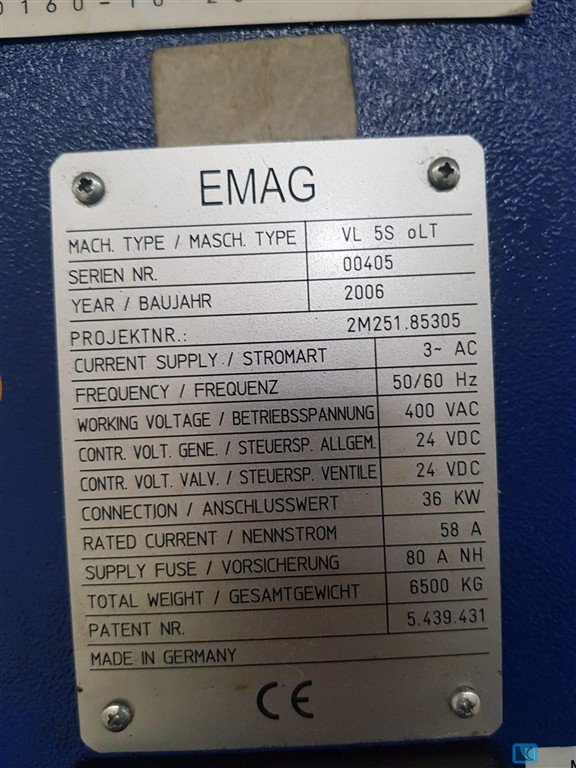 0160-10-20
EMAG
MACH. TYPE / MASCH. TYPE VL 5S oLT
SERIEN NR. 00405
YEAR / BAUJAHR 2006
PROJEKTNR.: 2M251.85305
CURRENT SUPPLY / STROMART 3~ AC
FREQUENCY / FREQUENZ 50/60 Hz
WORKING VOLTAGE / BETRIEBSSPANNUNG 400 VAC
CONTR. VOLT. GENE. / STEUERSP. ALLGEM. 24 VDC
CONTR. VOLT. VALV. / STEUERSP. VENTILE 24 VDC
CONNECTION / ANSCHLUSSWERT 36 KW
RATED CURRENT / NENNSTROM 58 A
SUPPLY FUSE / VORSICHERUNG 80 A NH
TOTAL WEIGHT / GESAMTGEWICHT 6500 KG
PATENT NR. 5.439.431
MADE IN GERMANY
CE